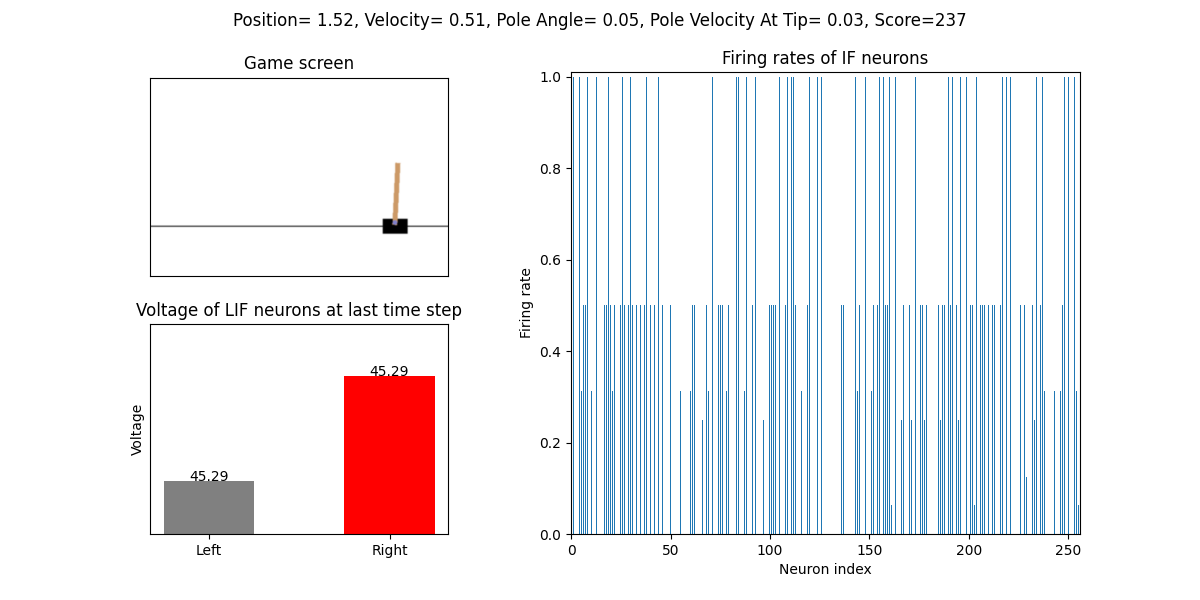 Position= 1.52, Velocity= 0.51, Pole Angle= 0.05, Pole Velocity At Tip= 0.03, Score=237
Game screen
Voltage of LIF neurons at last time step
Voltage
45.29
45.29
Left
Right
Firing rates of IF neurons
Firing rate
1.0
0.8
0.6
0.4
0.2
0.0
0
50
100
150
200
250
Neuron index